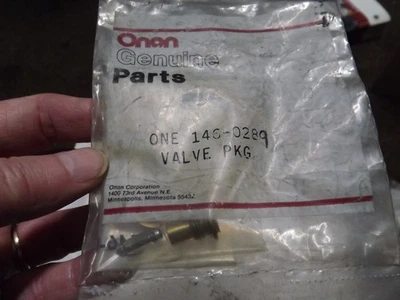 Onan
Genuine
Parts
ONE 146-0289
VALVE PKG
Onan Corporation
1400 73rd Avenue N.E.
Minneapolis, Minnesota 55432